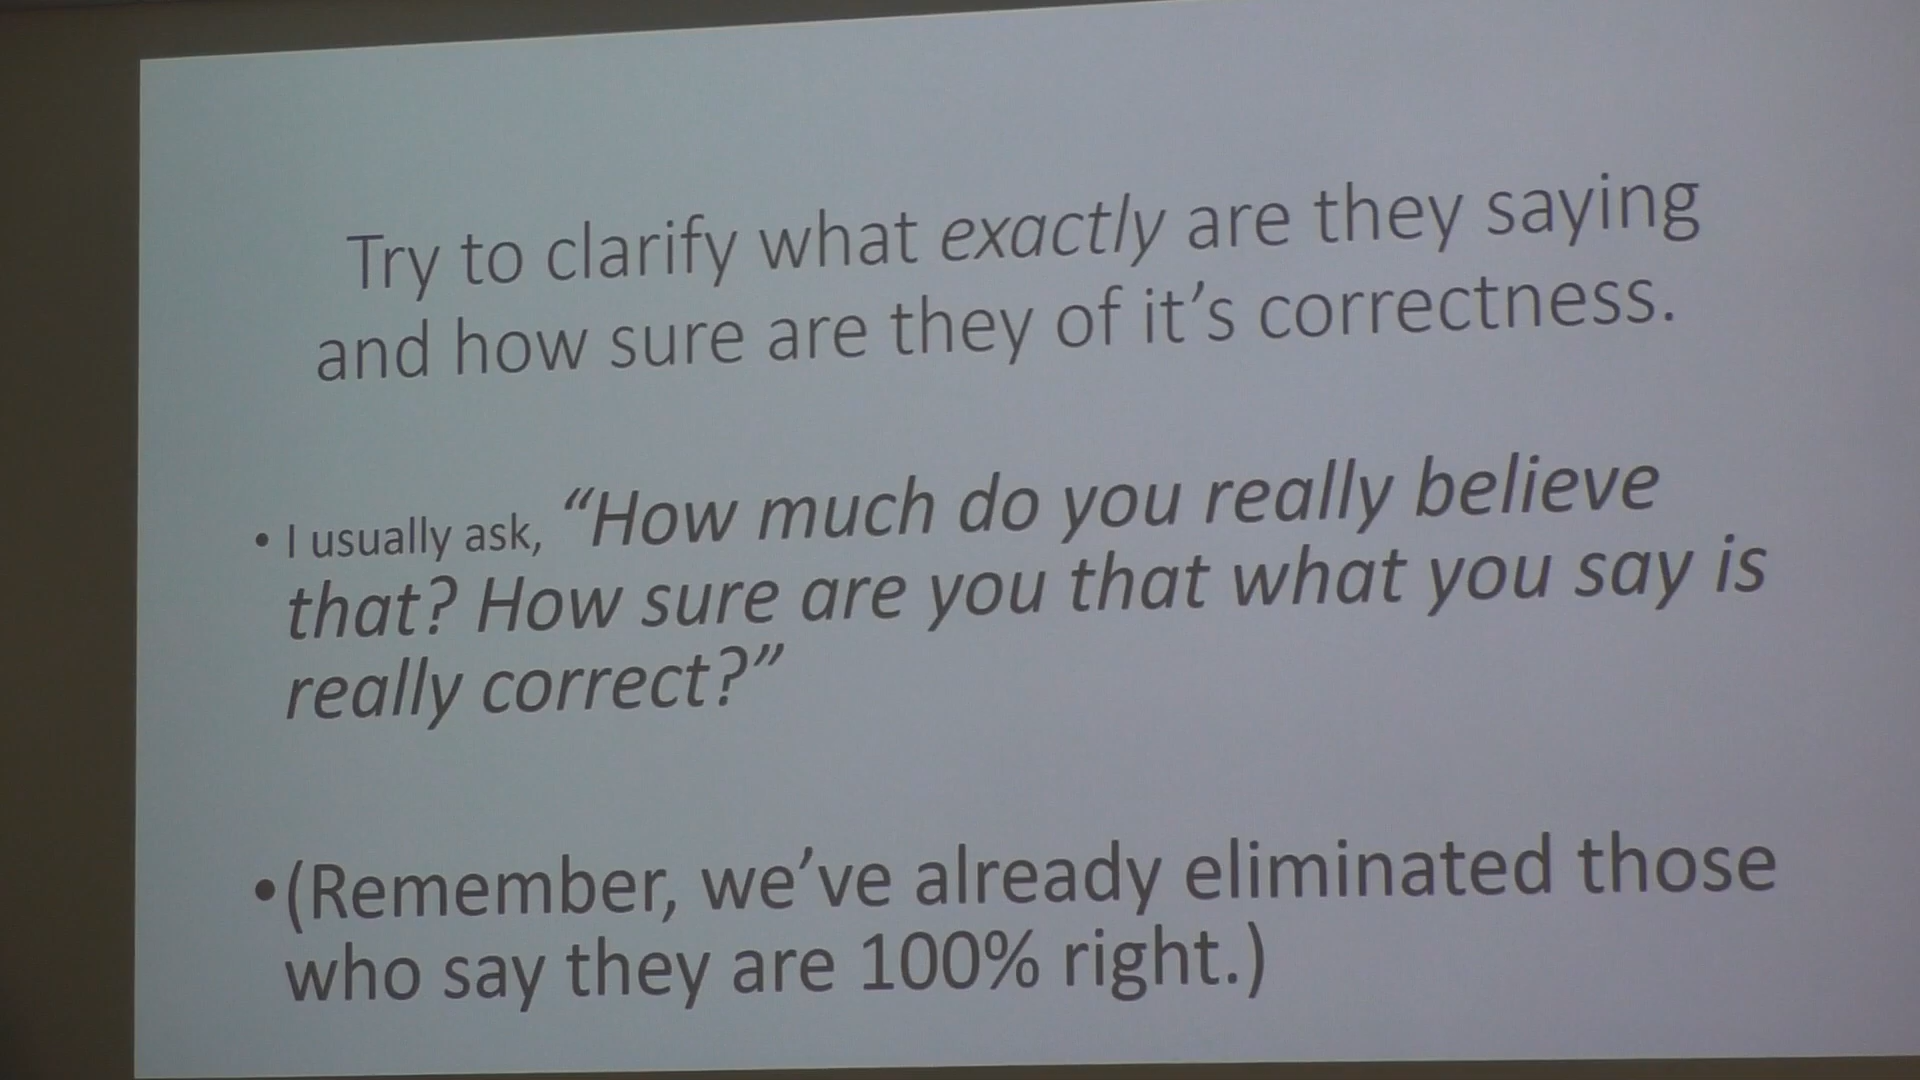 Try to clarify what exactly are they saying
and how sure are they of it’s correctness.
• I usually ask, “How much do you really believe
that? How sure are you that what you say is
really correct?”
• (Remember, we’ve already eliminated those
who say they are 100% right.)